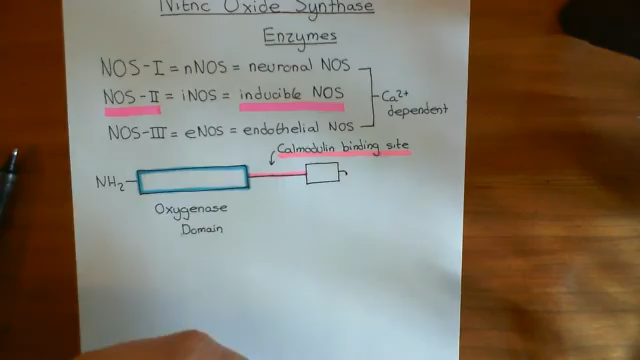 Nitric Oxide Synthase
Enzymes
NOS-I = nNOS = neuronal NOS
NOS-II = iNOS = inducible NOS
NOS-III = eNOS = endothelial NOS
Ca2+
dependent
Calmodulin binding site
NH2
Oxygenase
Domain